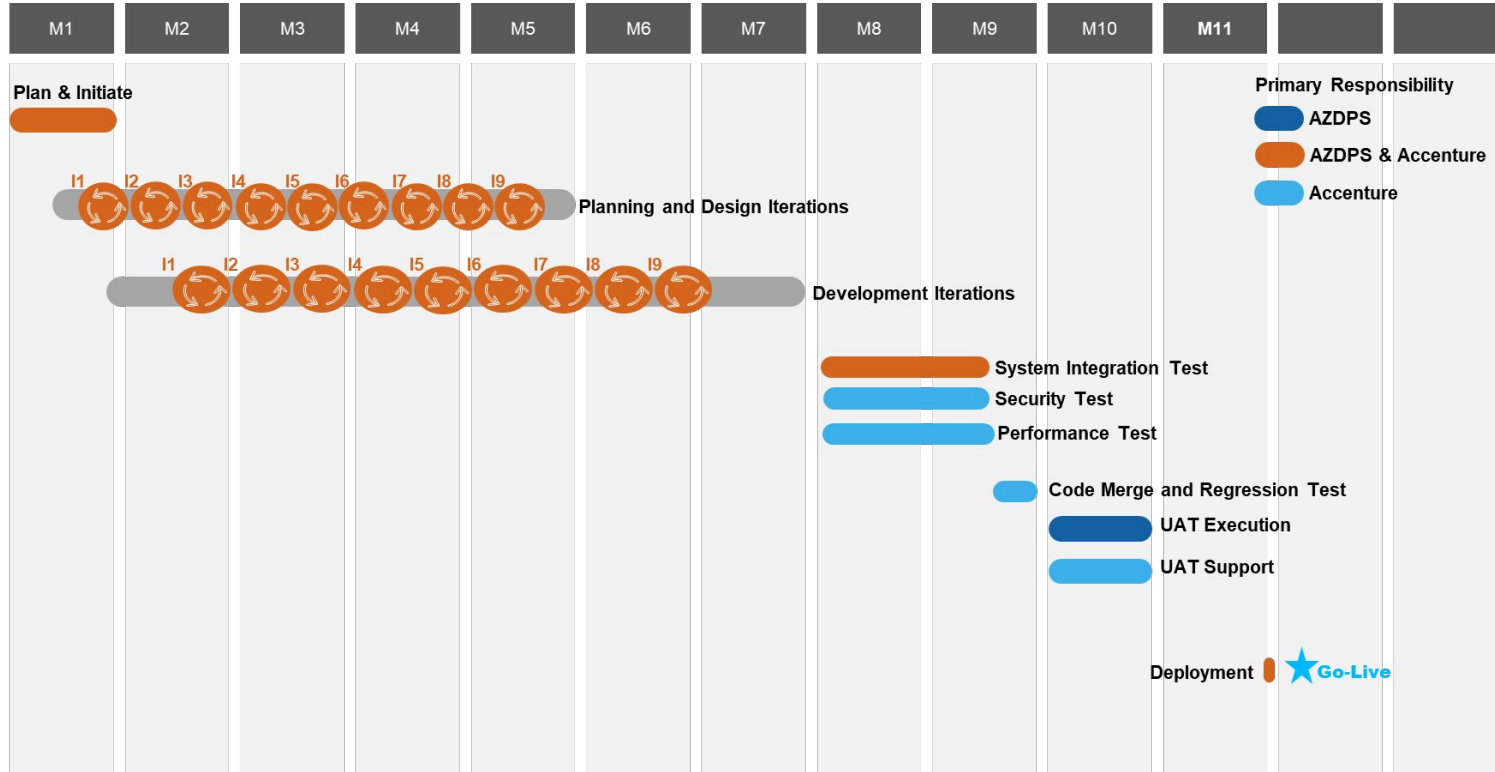 M1 M2 M3 M4 M5 M6 M7 M8 M9 M10 M11
Plan & Initiate
Primary Responsibility
AZDPS
AZDPS & Accenture
Accenture
I1 I2 I3 I4 I5 I6 I7 I8 I9
Planning and Design Iterations
I1 I2 I3 I4 I5 I6 I7 I8 I9
Development Iterations
System Integration Test
Security Test
Performance Test
Code Merge and Regression Test
UAT Execution
UAT Support
Deployment Go-Live